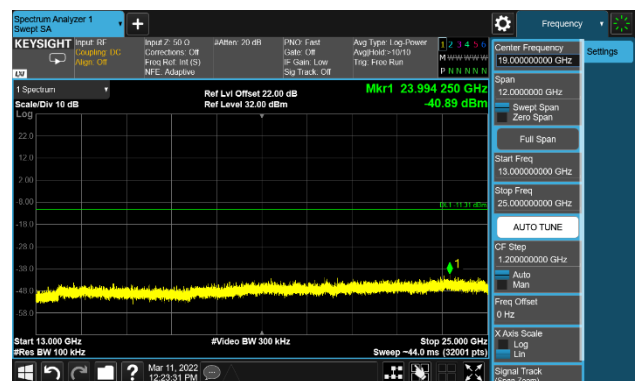 Spectrum Analyzer 1
Swept SA
Frequency
KEYSIGHT
Input: RF
Coupling: DC
Align: Off
Input Z: 50 Ω
Corrections: Off
Freq Ref: Int (S)
NFE: Adaptive
#Atten: 20 dB
PNO: Fast
Gate: Off
IF Gain: Low
Sig Track: Off
Avg Type: Log-Power
Avg|Hold:>10/10
Trig: Free Run
1 2 3 4 5 6
M W W W W W
P N N N N N
LXI
1 Spectrum
Scale/Div 10 dB
Ref Lvl Offset 22.00 dB
Ref Level 32.00 dBm
Mkr1 23.994 250 GHz
-40.89 dBm
Log
22.0
12.0
2.00
-8.00
-18.0
-28.0
-38.0
-48.0
-58.0
DL1 -11.31 dBm
1
Start 13.000 GHz
#Res BW 100 kHz
#Video BW 300 kHz
Stop 25.000 GHz
Sweep ~44.0 ms (32001 pts)
Mar 11, 2022
12:23:31 PM
?
Center Frequency
19.000000000 GHz
Settings
Span
12.0000000 GHz
Swept Span
Zero Span
Full Span
Start Freq
13.000000000 GHz
Stop Freq
25.000000000 GHz
AUTO TUNE
CF Step
1.200000000 GHz
Auto
Man
Freq Offset
0 Hz
X Axis Scale
Log
Lin
Signal Track
(Span Zoom)